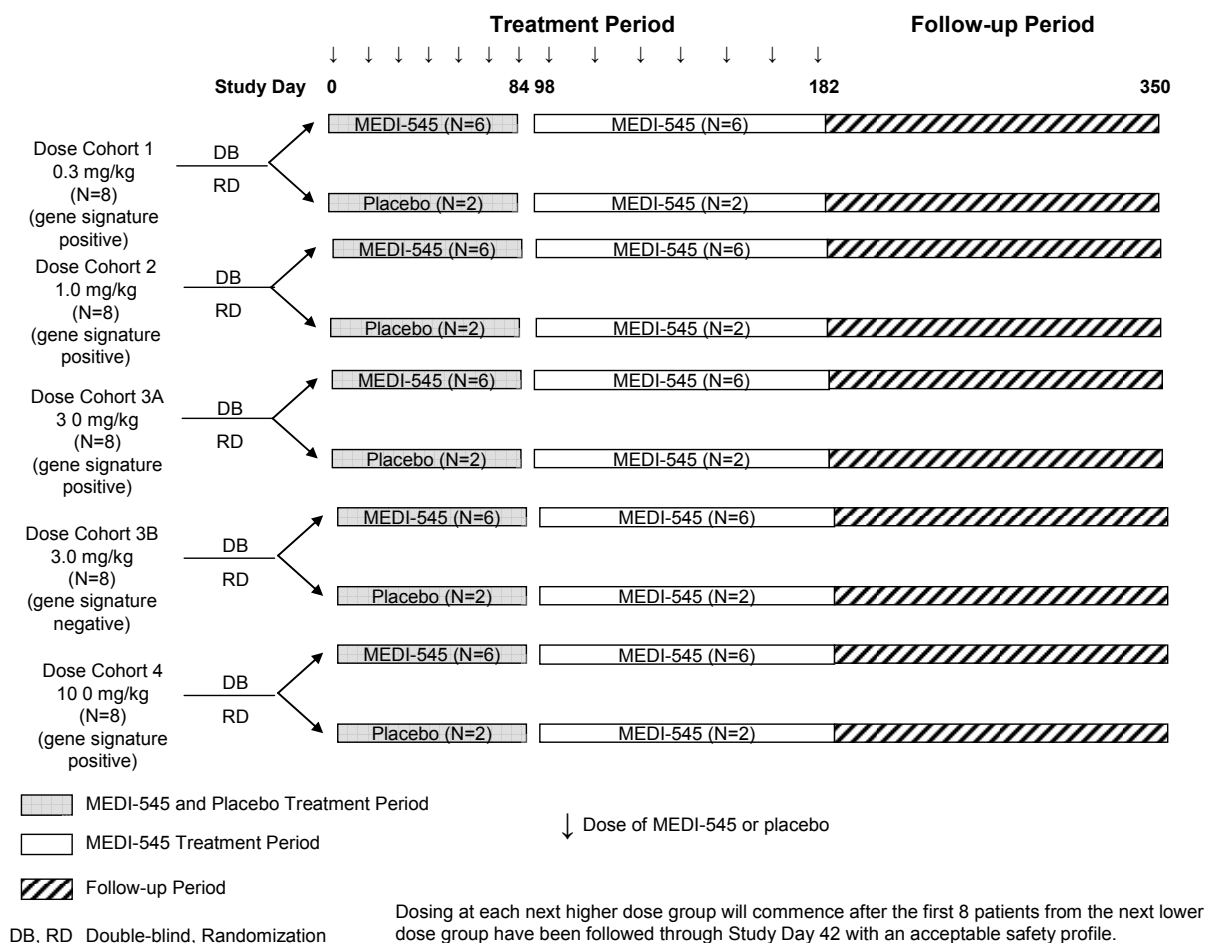 Treatment Period Follow-up Period
↓ ↓ ↓ ↓ ↓ ↓ ↓ ↓ ↓ ↓ ↓ ↓ ↓ ↓
Study Day 0 84 98 182 350
Dose Cohort 1
0.3 mg/kg
(N=8)
(gene signature
positive)
DB
RD
MEDI-545 (N=6) MEDI-545 (N=6)
Placebo (N=2) MEDI-545 (N=2)
Dose Cohort 2
1.0 mg/kg
(N=8)
(gene signature
positive)
DB
RD
MEDI-545 (N=6) MEDI-545 (N=6)
Placebo (N=2) MEDI-545 (N=2)
Dose Cohort 3A
3 0 mg/kg
(N=8)
(gene signature
positive)
DB
RD
MEDI-545 (N=6) MEDI-545 (N=6)
Placebo (N=2) MEDI-545 (N=2)
Dose Cohort 3B
3.0 mg/kg
(N=8)
(gene signature
negative)
DB
RD
MEDI-545 (N=6) MEDI-545 (N=6)
Placebo (N=2) MEDI-545 (N=2)
Dose Cohort 4
10 0 mg/kg
(N=8)
(gene signature
positive)
DB
RD
MEDI-545 (N=6) MEDI-545 (N=6)
Placebo (N=2) MEDI-545 (N=2)
MEDI-545 and Placebo Treatment Period
MEDI-545 Treatment Period
Follow-up Period
DB, RD Double-blind, Randomization
↓ Dose of MEDI-545 or placebo
Dosing at each next higher dose group will commence after the first 8 patients from the next lower
dose group have been followed through Study Day 42 with an acceptable safety profile.